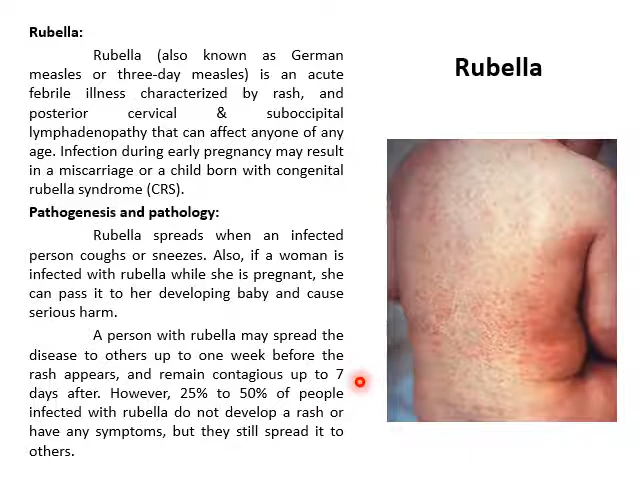 Rubella:
Rubella (also known as German
measles or three-day measles) is an acute
febrile illness characterized by rash, and
posterior cervical & suboccipital
lymphadenopathy that can affect anyone of any
age. Infection during early pregnancy may result
in a miscarriage or a child born with congenital
rubella syndrome (CRS).
Pathogenesis and pathology:
Rubella spreads when an infected
person coughs or sneezes. Also, if a woman is
infected with rubella while she is pregnant, she
can pass it to her developing baby and cause
serious harm.
A person with rubella may spread the
disease to others up to one week before the
rash appears, and remain contagious up to 7
days after. However, 25% to 50% of people
infected with rubella do not develop a rash or
have any symptoms, but they still spread it to
others.
Rubella